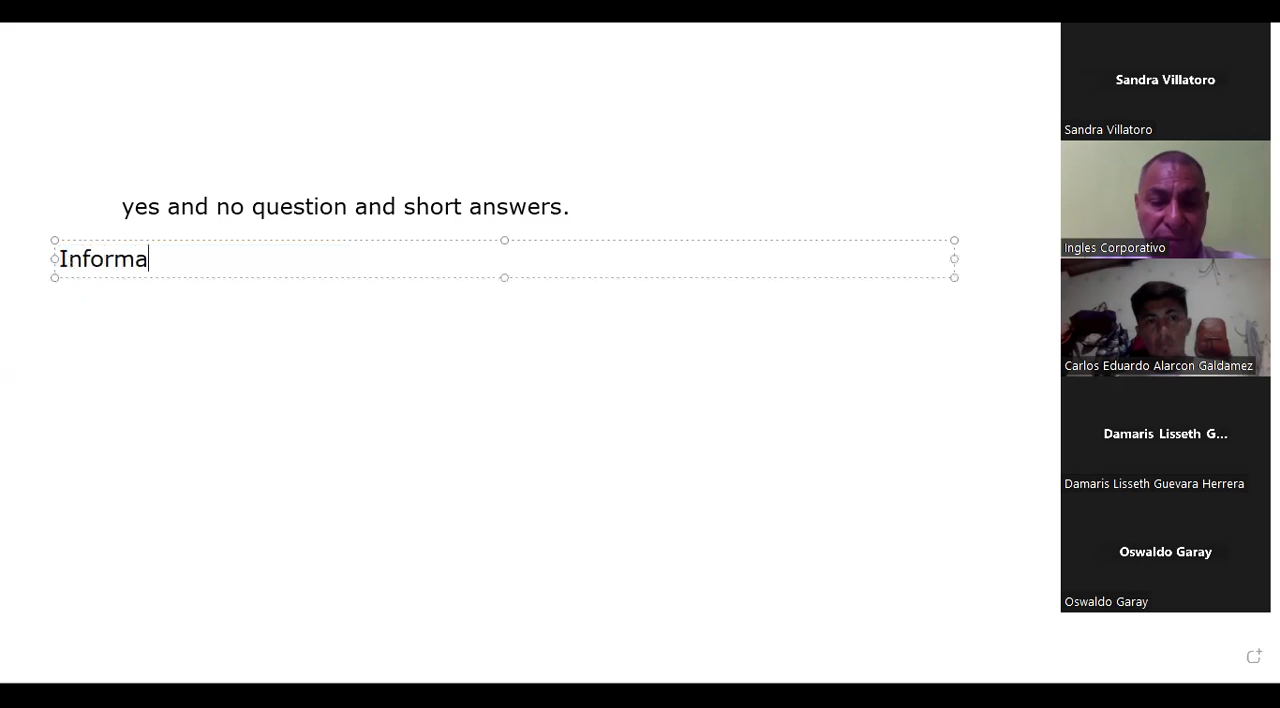 yes and no question and short answers.
Informa
Sandra Villatoro
Sandra Villatoro
Ingles Corporativo
Carlos Eduardo Alarcon Galdamez
Damaris Lisseth G...
Damaris Lisseth Guevara Herrera
Oswaldo Garay
Oswaldo Garay